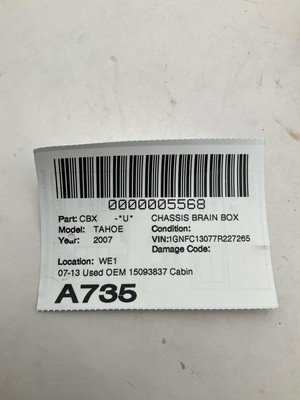 0000005568
Part: CBX -*U* CHASSIS BRAIN BOX
Model: TAHOE Condition:
Year: 2007 VIN:1GNFC13077R227265
Damage Code:
Location: WE1
07-13 Used OEM 15093837 Cabin
A735